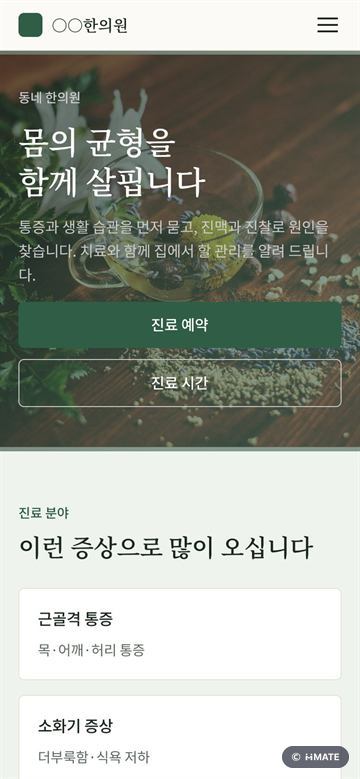 ○○한의원
동네 한의원
몸의 균형을
함께 살핍니다
통증과 생활 습관을 먼저 묻고, 진맥과 진찰로 원인을
찾습니다. 치료와 함께 집에서 할 관리를 알려 드립니
다.
진료 예약
진료 시간
진료 분야
이런 증상으로 많이 오십니다
근골격 통증
목·어깨·허리 통증
소화기 증상
더부룩함·식욕 저하
© HMATE